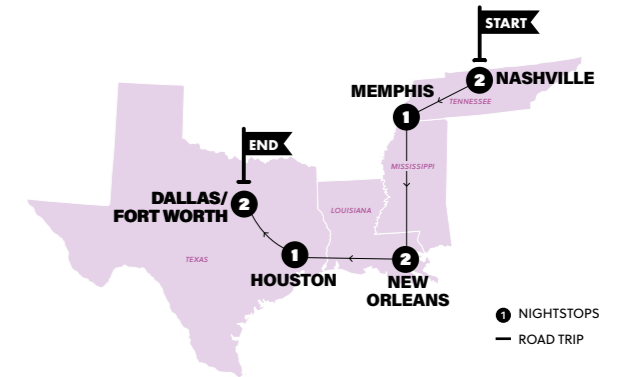 START
2 NASHVILLE
MEMPHIS
TENNESSEE
1
END
MISSISSIPPI
DALLAS/
FORT WORTH
2
LOUISIANA
TEXAS
1
HOUSTON
2
NEW
ORLEANS
1 NIGHTSTOPS
ROAD TRIP